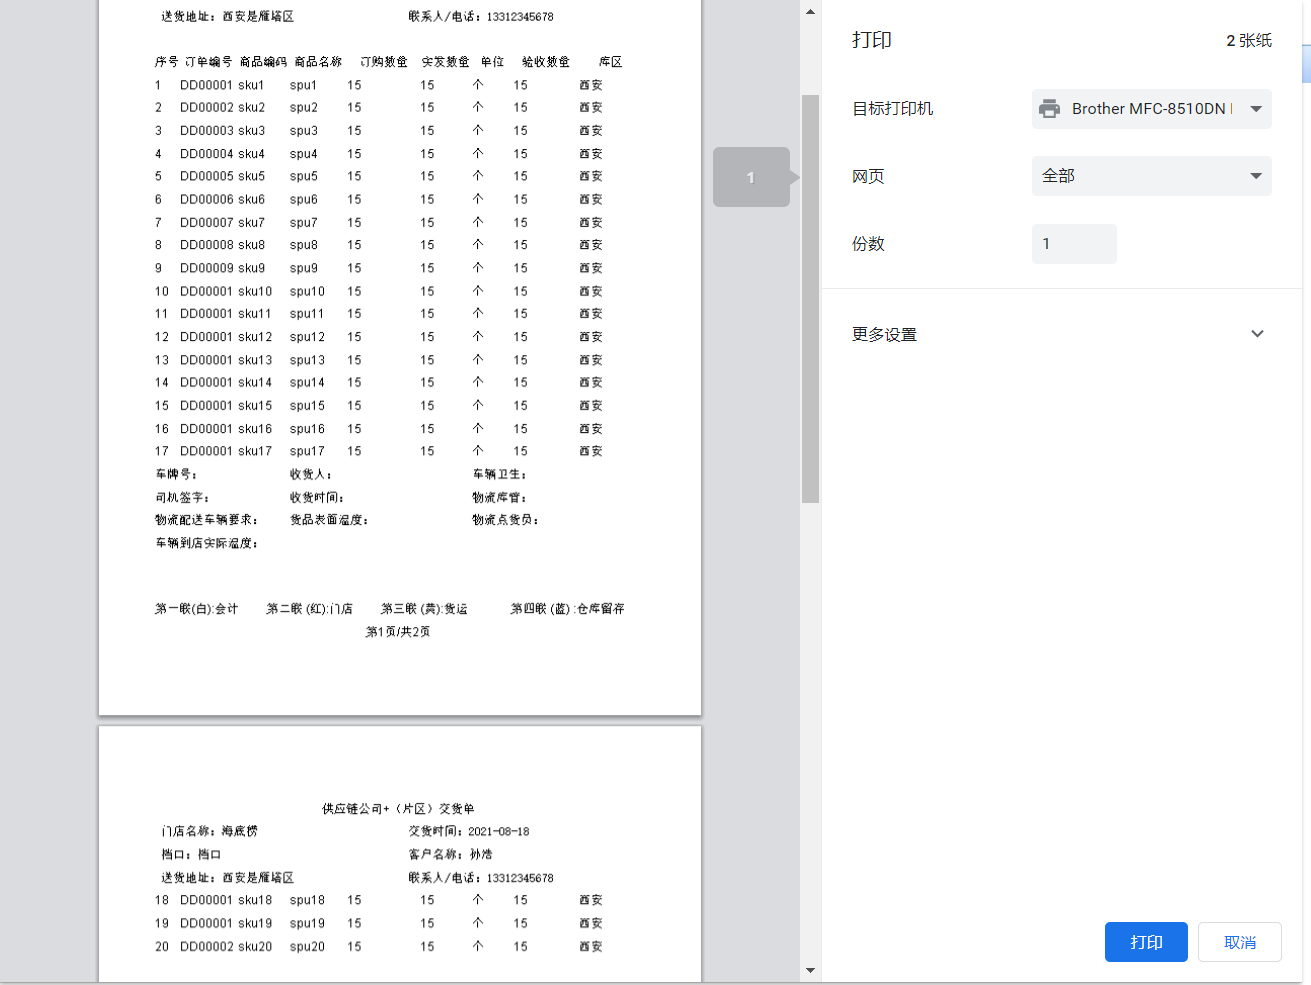 送货地址：西安是雁塔区 联系人/电话：13312345678
序号 订单编号 商品编码 商品名称 订购数量 实发数量 单位 验收数量 库区
1 DD00001 sku1 spu1 15 15 个 15 西安
2 DD00002 sku2 spu2 15 15 个 15 西安
3 DD00003 sku3 spu3 15 15 个 15 西安
4 DD00004 sku4 spu4 15 15 个 15 西安
5 DD00005 sku5 spu5 15 15 个 15 西安
6 DD00006 sku6 spu6 15 15 个 15 西安
7 DD00007 sku7 spu7 15 15 个 15 西安
8 DD00008 sku8 spu8 15 15 个 15 西安
9 DD00009 sku9 spu9 15 15 个 15 西安
10 DD00001 sku10 spu10 15 15 个 15 西安
11 DD00001 sku11 spu11 15 15 个 15 西安
12 DD00001 sku12 spu12 15 15 个 15 西安
13 DD00001 sku13 spu13 15 15 个 15 西安
14 DD00001 sku14 spu14 15 15 个 15 西安
15 DD00001 sku15 spu15 15 15 个 15 西安
16 DD00001 sku16 spu16 15 15 个 15 西安
17 DD00001 sku17 spu17 15 15 个 15 西安
车牌号： 收货人： 车辆卫生：
司机签字： 收货时间： 物流库管：
物流配送车辆要求： 货品表面温度： 物流点货员：
车辆到店实际温度：
第一联(白):会计 第二联 (红):门店 第三联 (黄):货运 第四联 (蓝) :仓库留存
第1页/共2页
供应链公司+（片区）交货单
门店名称：海底捞 交货时间：2021-08-18
档口：档口 客户名称：孙浩
送货地址：西安是雁塔区 联系人/电话：13312345678
18 DD00001 sku18 spu18 15 15 个 15 西安
19 DD00001 sku19 spu19 15 15 个 15 西安
20 DD00002 sku20 spu20 15 15 个 15 西安
1
打印 2 张纸
目标打印机 Brother MFC-8510DN
网页 全部
份数 1
更多设置
打印 取消